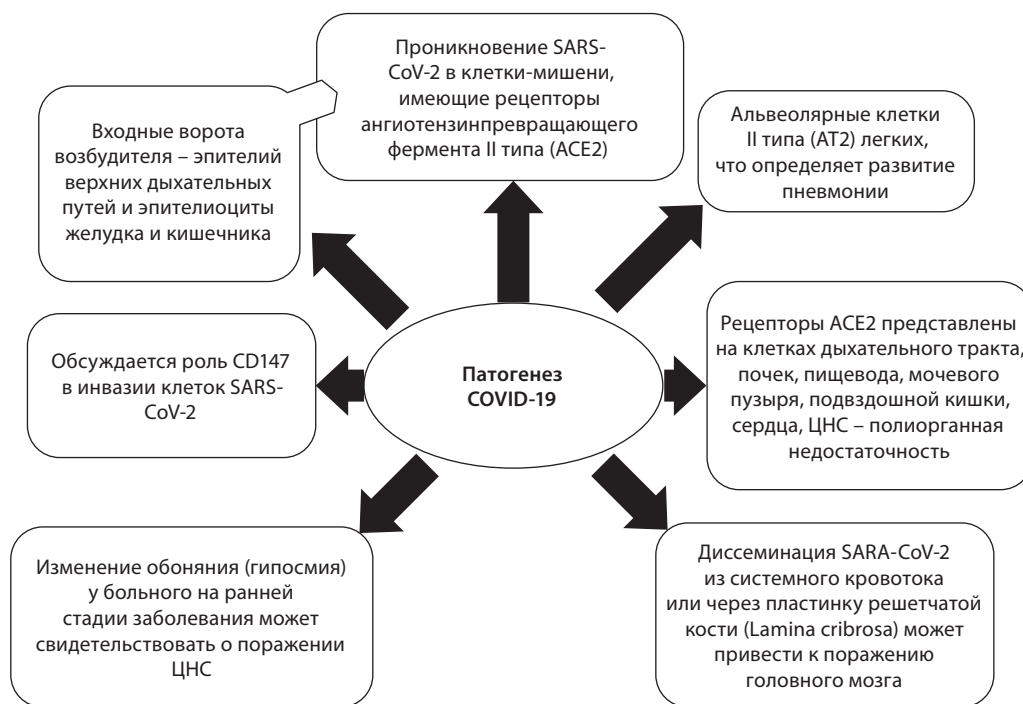 Проникновение SARS-
CoV-2 в клетки-мишени,
имеющие рецепторы
ангиотензинпревращающего
фермента II типа (ACE2)
Входные ворота
возбудителя – эпителий
верхних дыхательных
путей и эпителиоциты
желудка и кишечника
Альвеолярные клетки
II типа (АТ2) легких,
что определяет развитие
пневмонии
Обсуждается роль CD147
в инвазии клеток SARS-
CoV-2
Патогенез
COVID-19
Рецепторы ACE2 представлены
на клетках дыхательного тракта,
почек, пищевода, мочевого
пузыря, подвздошной кишки,
сердца, ЦНС – полиорганная
недостаточность
Изменение обоняния (гипосмия)
у больного на ранней
стадии заболевания может
свидетельствовать о поражении
ЦНС
Диссеминация SARA-CoV-2
из системного кровотока
или через пластинку решетчатой
кости (Lamina cribrosa) может
привести к поражению
головного мозга